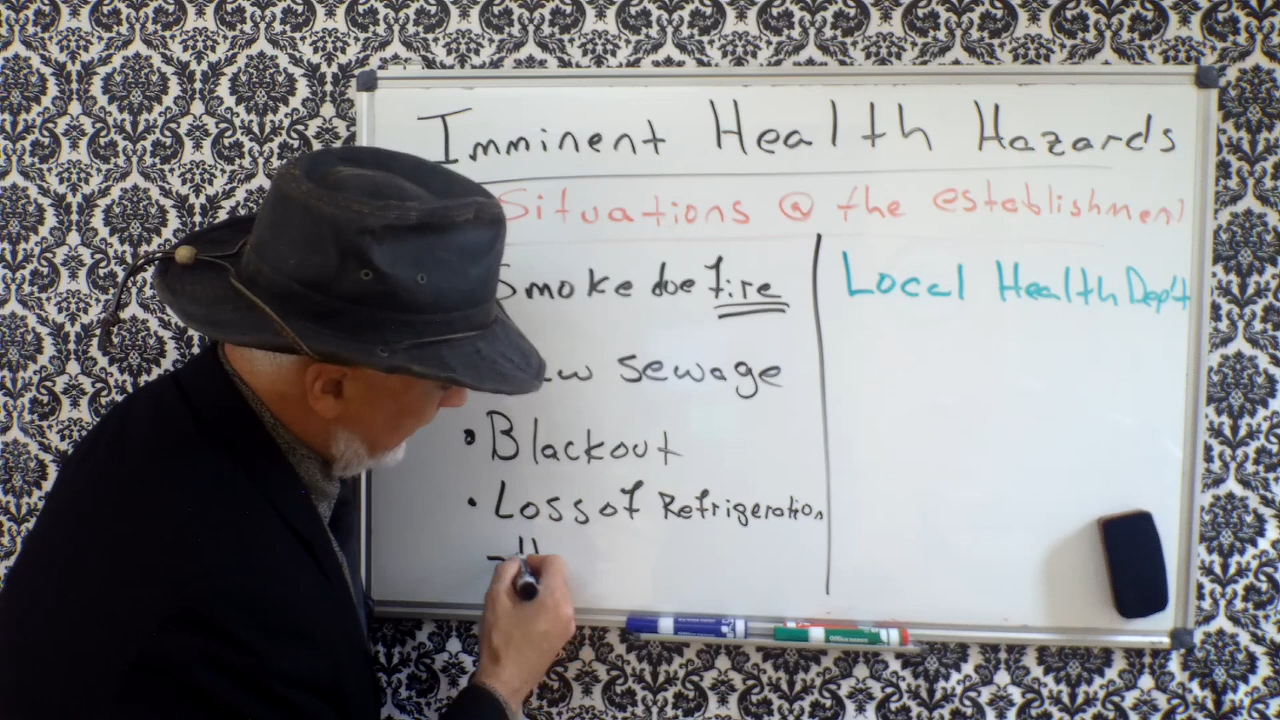 Imminent Health Hazards
Situations @ the establishment
Smoke due fire
sewage
• Blackout
• Loss of Refrigeration
Local Health Dep't